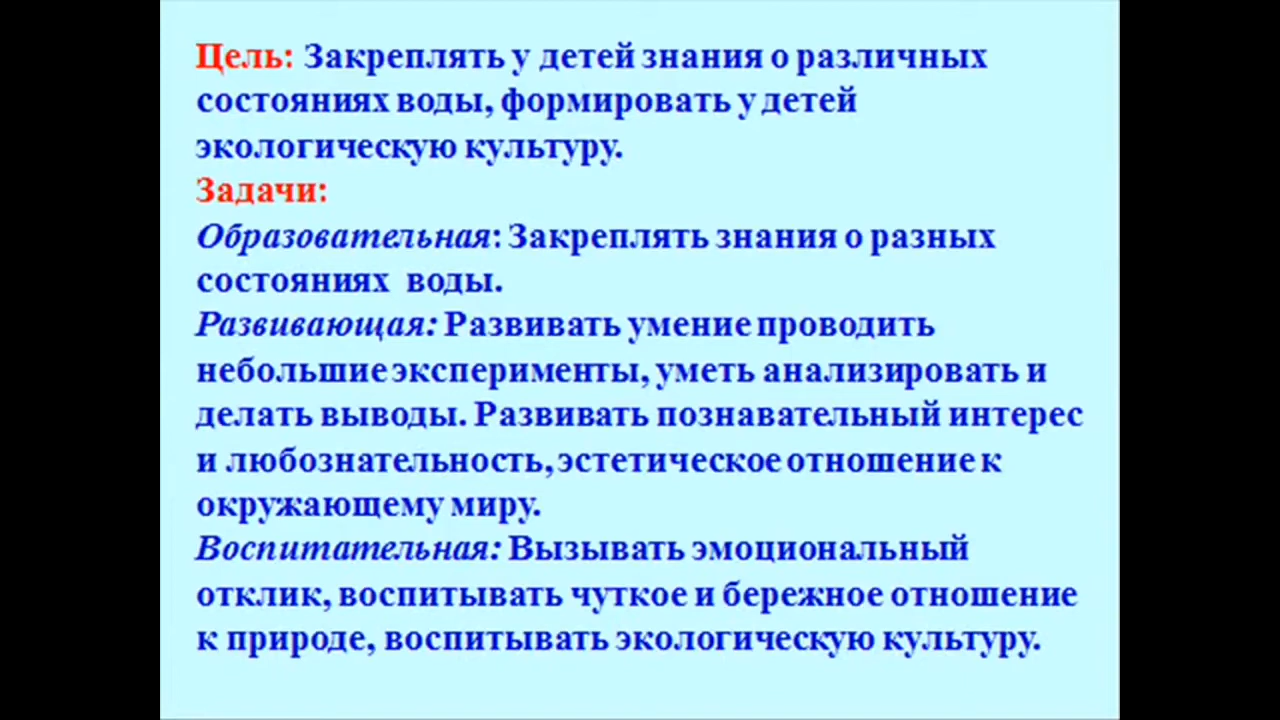 Цель: Закреплять у детей знания о различных
состояниях воды, формировать у детей
экологическую культуру.
Задачи:
Образовательная: Закреплять знания о разных
состояниях воды.
Развивающая: Развивать умение проводить
небольшие эксперименты, уметь анализировать и
делать выводы. Развивать познавательный интерес
и любознательность, эстетическое отношение к
окружающему миру.
Воспитательная: Вызывать эмоциональный
отклик, воспитывать чуткое и бережное отношение
к природе, воспитывать экологическую культуру.